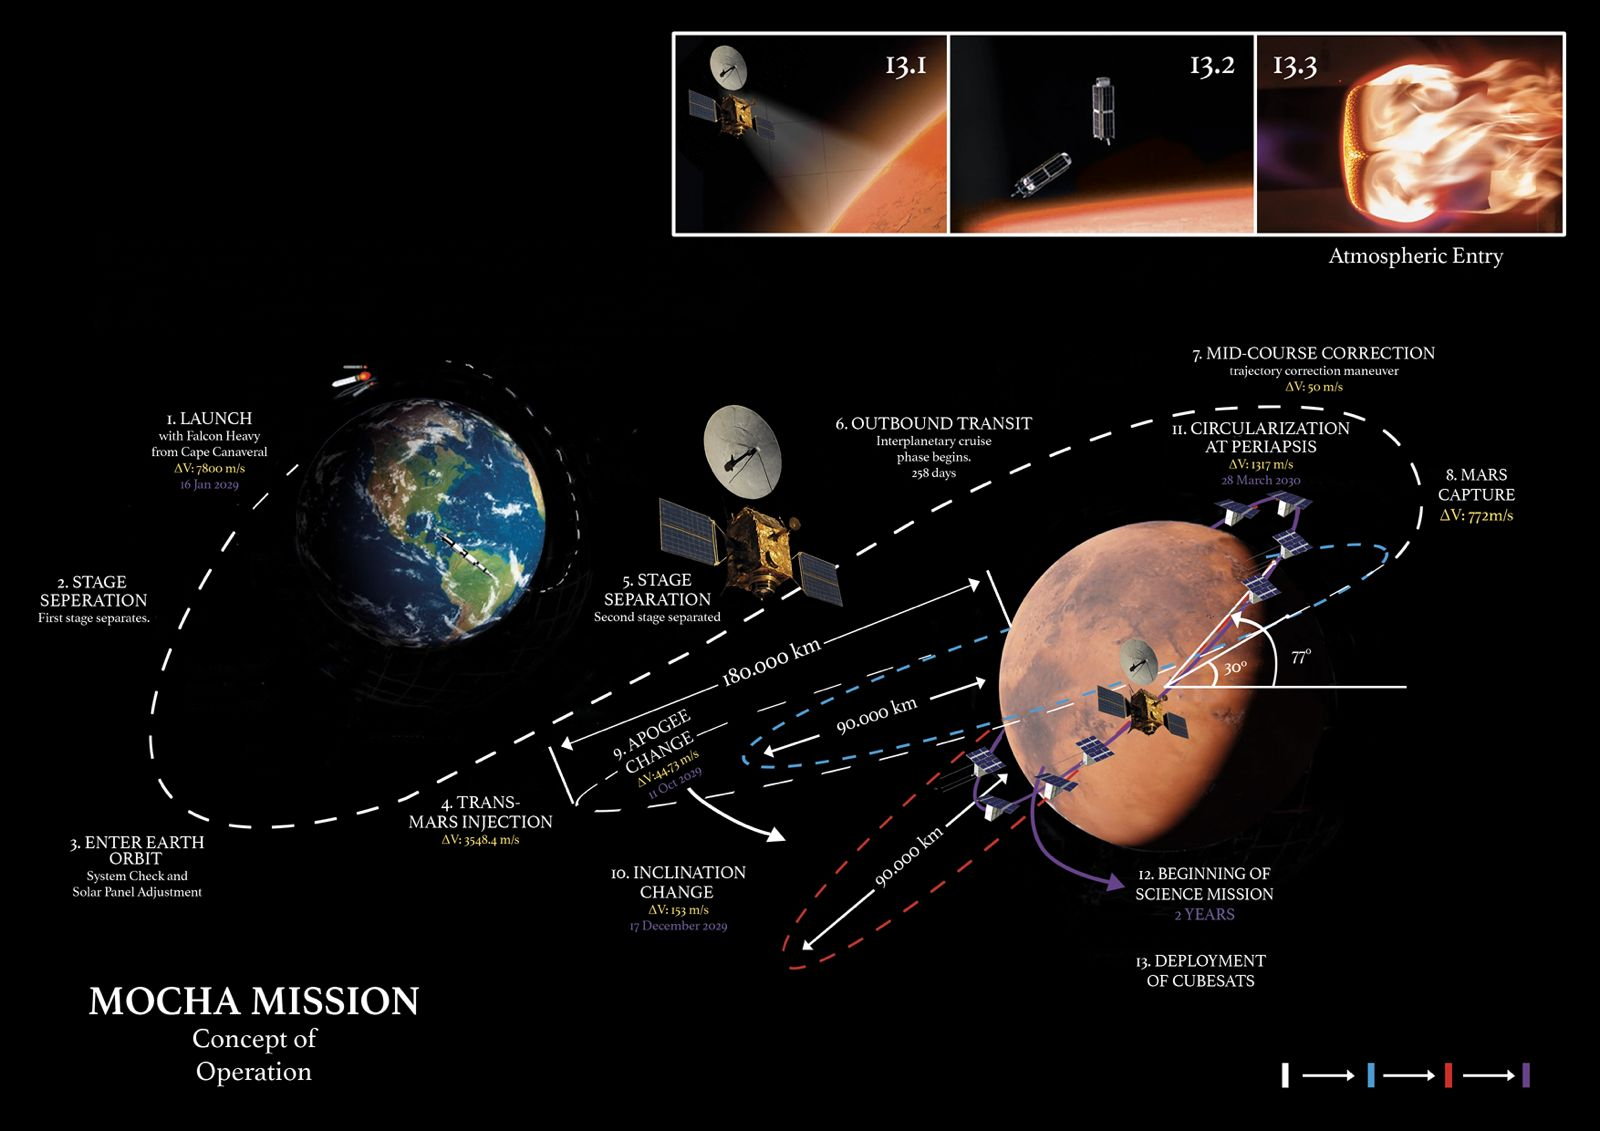 13.1
13.2
13.3
Atmospheric Entry
7. MID-COURSE CORRECTION
trajectory correction maneuver
ΔV: 50 m/s
1. LAUNCH
with Falcon Heavy
from Cape Canaveral
ΔV: 7800 m/s
16 Jan 2029
6. OUTBOUND TRANSIT
Interplanetary cruise
phase begins.
258 days
11. CIRCULARIZATION
AT PERIAPSIS
ΔV: 1317 m/s
28 March 2030
8. MARS
CAPTURE
ΔV: 772m/s
2. STAGE
SEPERATION
First stage separates.
5. STAGE
SEPARATION
Second stage separated
180.000 km
90.000 km
30°
77°
9. APOGEE
CHANGE
ΔV:44.73 m/s
11 Oct 2029
4. TRANS-
MARS INJECTION
ΔV: 3548.4 m/s
3. ENTER EARTH
ORBIT
System Check and
Solar Panel Adjustment
90.000 km
10. INCLINATION
CHANGE
ΔV: 153 m/s
17 December 2029
12. BEGINNING OF
SCIENCE MISSION
2 YEARS
13. DEPLOYMENT
OF CUBESATS
MOCHA MISSION
Concept of
Operation